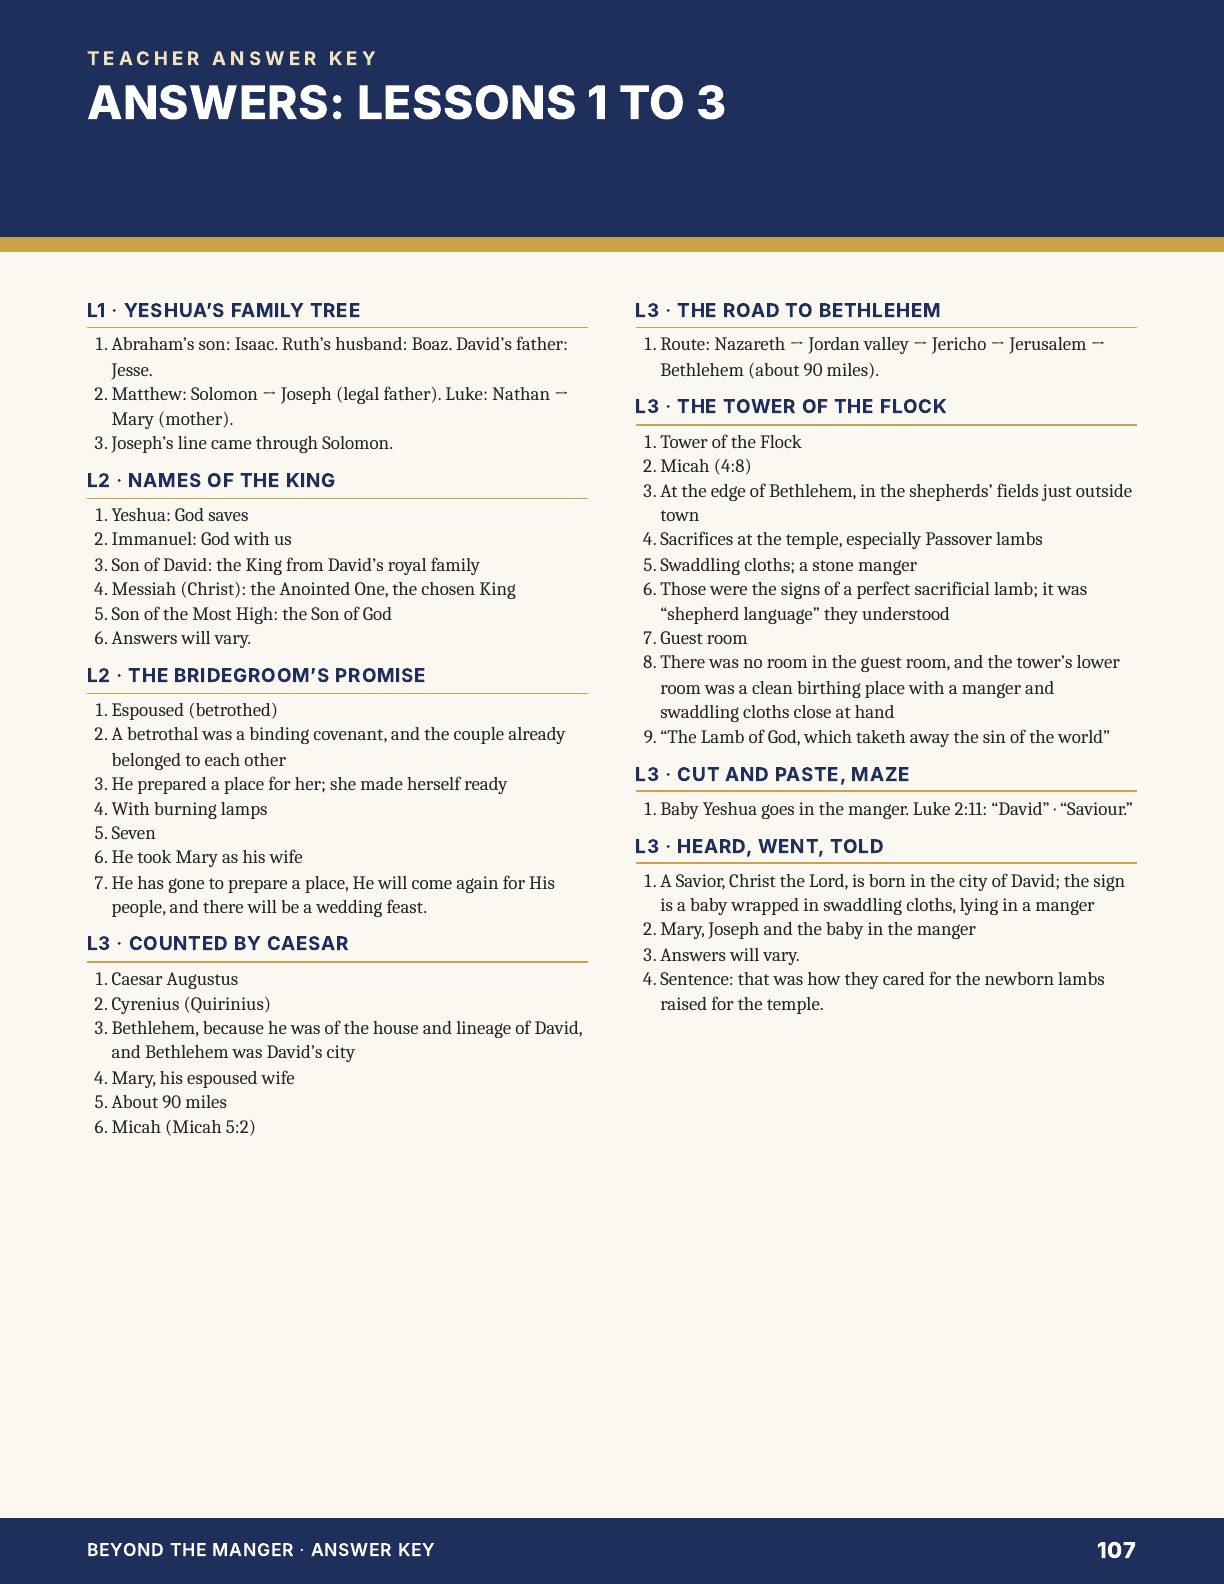 TEACHER ANSWER KEY
ANSWERS: LESSONS 1 TO 3
L1 · YESHUA’S FAMILY TREE
1. Abraham’s son: Isaac. Ruth’s husband: Boaz. David’s father:
Jesse.
2. Matthew: Solomon → Joseph (legal father). Luke: Nathan →
Mary (mother).
3. Joseph’s line came through Solomon.
L2 · NAMES OF THE KING
1. Yeshua: God saves
2. Immanuel: God with us
3. Son of David: the King from David’s royal family
4. Messiah (Christ): the Anointed One, the chosen King
5. Son of the Most High: the Son of God
6. Answers will vary.
L2 · THE BRIDEGROOM’S PROMISE
1. Espoused (betrothed)
2. A betrothal was a binding covenant, and the couple already
belonged to each other
3. He prepared a place for her; she made herself ready
4. With burning lamps
5. Seven
6. He took Mary as his wife
7. He has gone to prepare a place, He will come again for His
people, and there will be a wedding feast.
L3 · COUNTED BY CAESAR
1. Caesar Augustus
2. Cyrenius (Quirinius)
3. Bethlehem, because he was of the house and lineage of David,
and Bethlehem was David’s city
4. Mary, his espoused wife
5. About 90 miles
6. Micah (Micah 5:2)
L3 · THE ROAD TO BETHLEHEM
1. Route: Nazareth → Jordan valley → Jericho → Jerusalem →
Bethlehem (about 90 miles).
L3 · THE TOWER OF THE FLOCK
1. Tower of the Flock
2. Micah (4:8)
3. At the edge of Bethlehem, in the shepherds’ fields just outside
town
4. Sacrifices at the temple, especially Passover lambs
5. Swaddling cloths; a stone manger
6. Those were the signs of a perfect sacrificial lamb; it was
“shepherd language” they understood
7. Guest room
8. There was no room in the guest room, and the tower’s lower
room was a clean birthing place with a manger and
swaddling cloths close at hand
9. “The Lamb of God, which taketh away the sin of the world”
L3 · CUT AND PASTE, MAZE
1. Baby Yeshua goes in the manger. Luke 2:11: “David” · “Saviour.”
L3 · HEARD, WENT, TOLD
1. A Savior, Christ the Lord, is born in the city of David; the sign
is a baby wrapped in swaddling cloths, lying in a manger
2. Mary, Joseph and the baby in the manger
3. Answers will vary.
4. Sentence: that was how they cared for the newborn lambs
raised for the temple.
BEYOND THE MANGER · ANSWER KEY
107